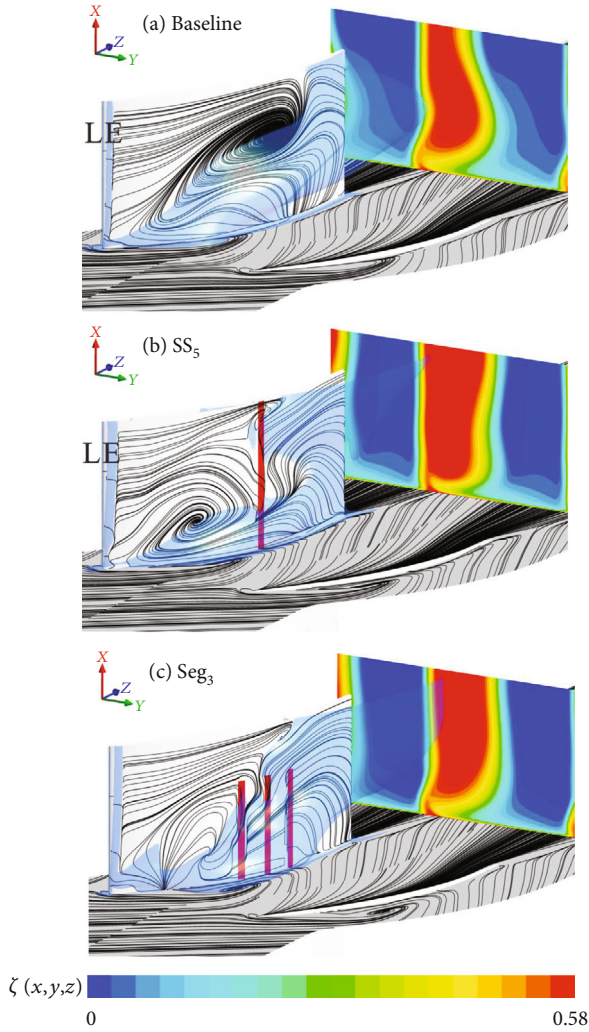 (a) Baseline
X
Z
Y
LE
(b) SS₅
X
Z
Y
LE
(c) Seg₃
X
Z
Y
ζ (x,y,z)
0
0.58